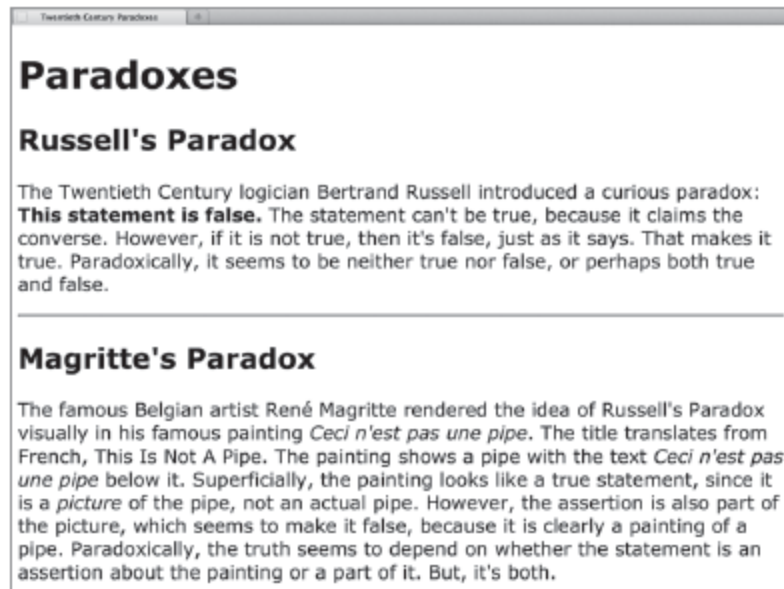 Twentieth Century Paradoxes
Paradoxes
Russell's Paradox
The Twentieth Century logician Bertrand Russell introduced a curious paradox:
This statement is false. The statement can't be true, because it claims the
converse. However, if it is not true, then it's false, just as it says. That makes it
true. Paradoxically, it seems to be neither true nor false, or perhaps both true
and false.
Magritte's Paradox
The famous Belgian artist René Magritte rendered the idea of Russell's Paradox
visually in his famous painting Ceci n'est pas une pipe. The title translates from
French, This Is Not A Pipe. The painting shows a pipe with the text Ceci n'est pas
une pipe below it. Superficially, the painting looks like a true statement, since it
is a picture of the pipe, not an actual pipe. However, the assertion is also part of
the picture, which seems to make it false, because it is clearly a painting of a
pipe. Paradoxically, the truth seems to depend on whether the statement is an
assertion about the painting or a part of it. But, it's both.